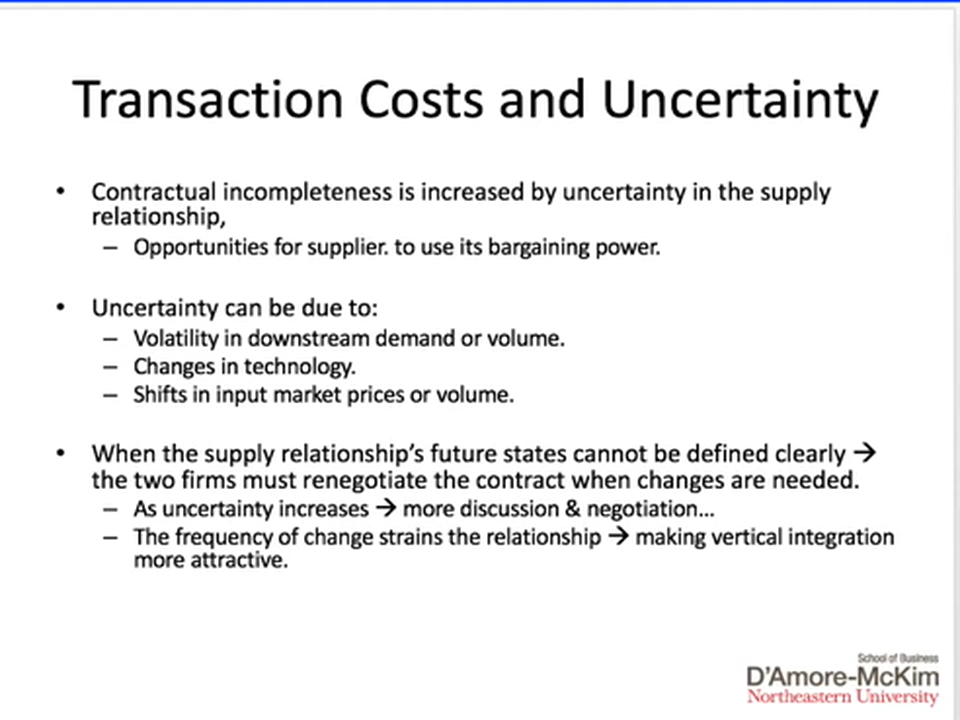 Transaction Costs and Uncertainty
• Contractual incompleteness is increased by uncertainty in the supply
relationship,
– Opportunities for supplier. to use its bargaining power.
• Uncertainty can be due to:
– Volatility in downstream demand or volume.
– Changes in technology.
– Shifts in input market prices or volume.
• When the supply relationship’s future states cannot be defined clearly →
the two firms must renegotiate the contract when changes are needed.
– As uncertainty increases → more discussion & negotiation…
– The frequency of change strains the relationship → making vertical integration
more attractive.
School of Business
D'Amore-McKim
Northeastern University